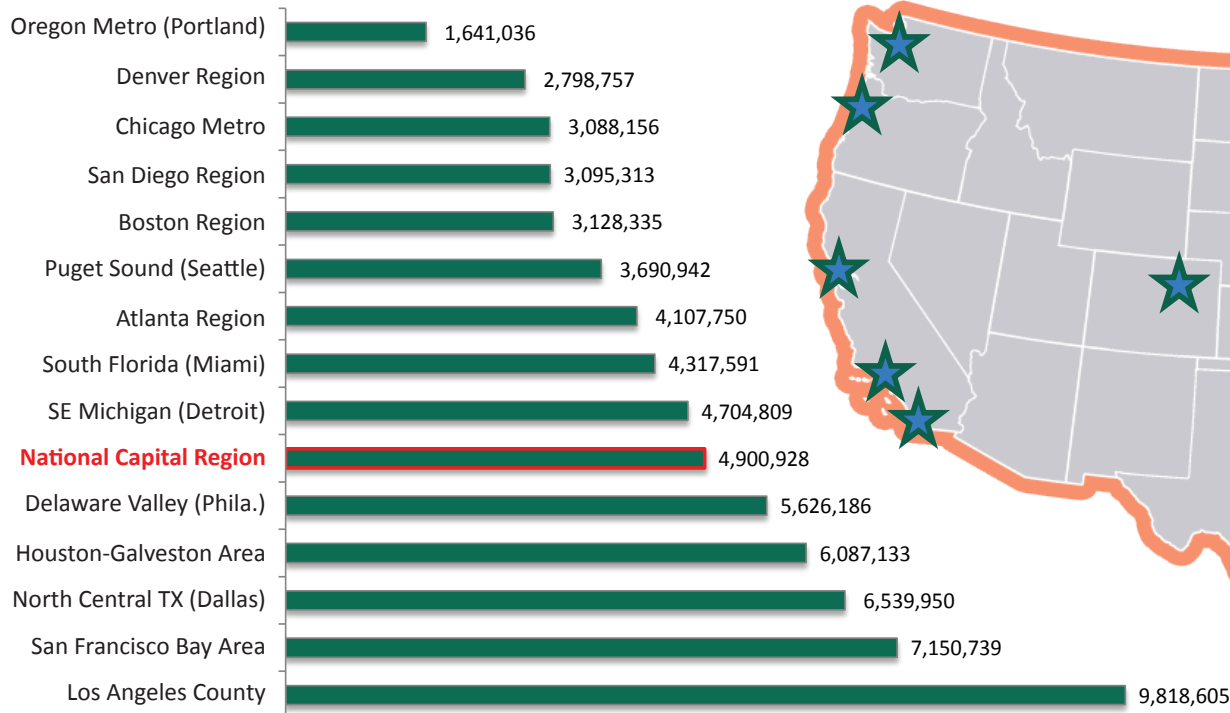 Oregon Metro (Portland) 1,641,036
Denver Region 2,798,757
Chicago Metro 3,088,156
San Diego Region 3,095,313
Boston Region 3,128,335
Puget Sound (Seattle) 3,690,942
Atlanta Region 4,107,750
South Florida (Miami) 4,317,591
SE Michigan (Detroit) 4,704,809
National Capital Region 4,900,928
Delaware Valley (Phila.) 5,626,186
Houston-Galveston Area 6,087,133
North Central TX (Dallas) 6,539,950
San Francisco Bay Area 7,150,739
Los Angeles County 9,818,605